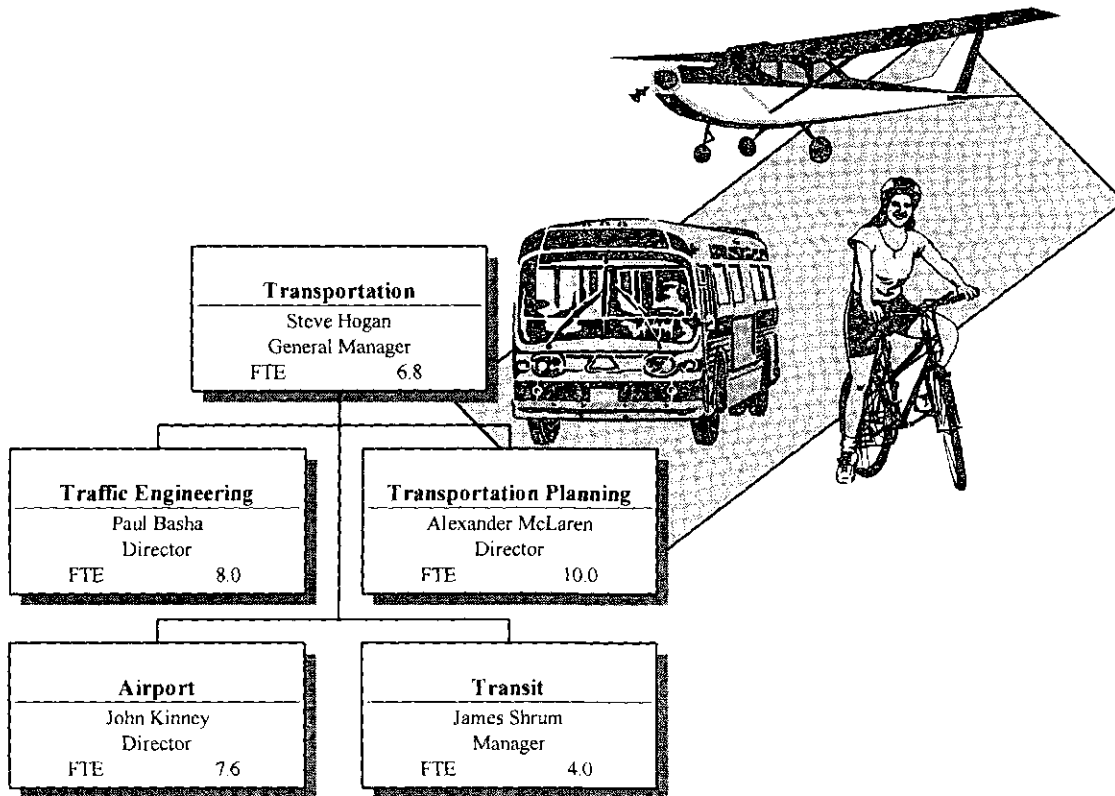 Transportation
Steve Hogan
General Manager
FTE 6.8
Traffic Engineering
Paul Basha
Director
FTE 8.0
Transportation Planning
Alexander McLaren
Director
FTE 10.0
Airport
John Kinney
Director
FTE 7.6
Transit
James Shrum
Manager
FTE 4.0